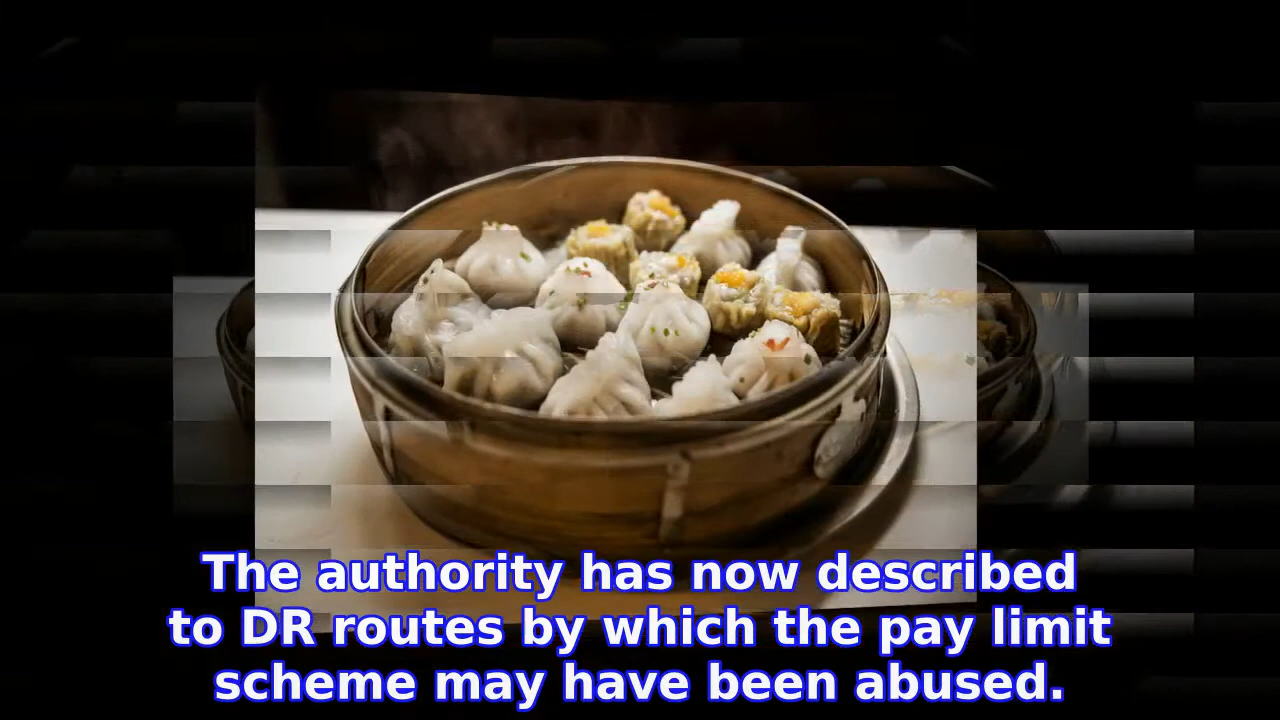 The authority has now described
to DR routes by which the pay limit
scheme may have been abused.